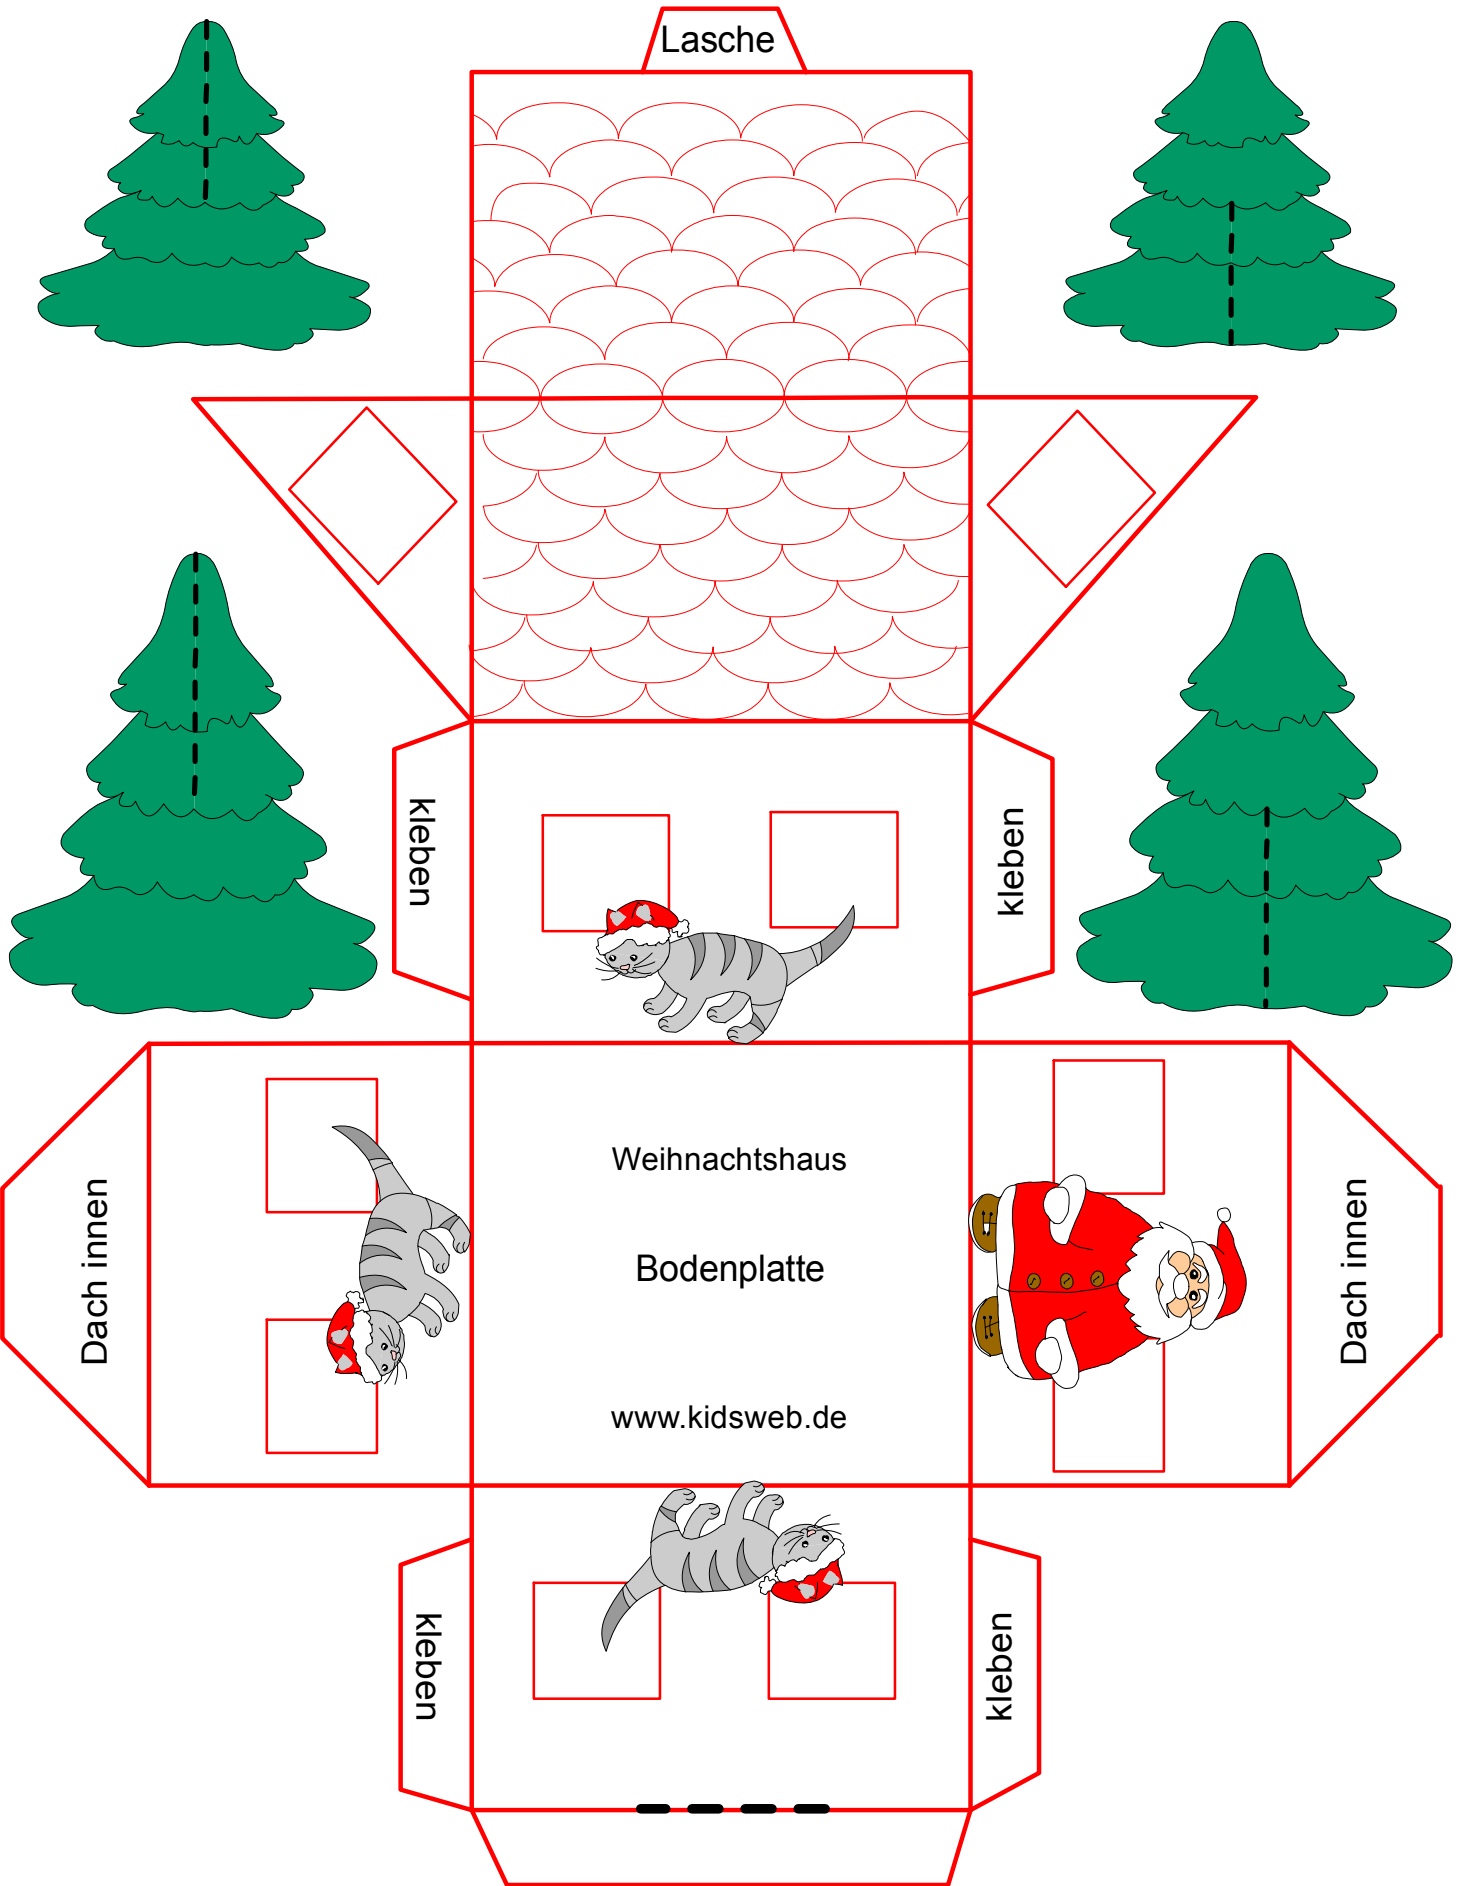 Lasche
kleben
kleben
Weihnachtshaus
Dach innen
Bodenplatte
Dach innen
www.kidsweb.de
kleben
kleben